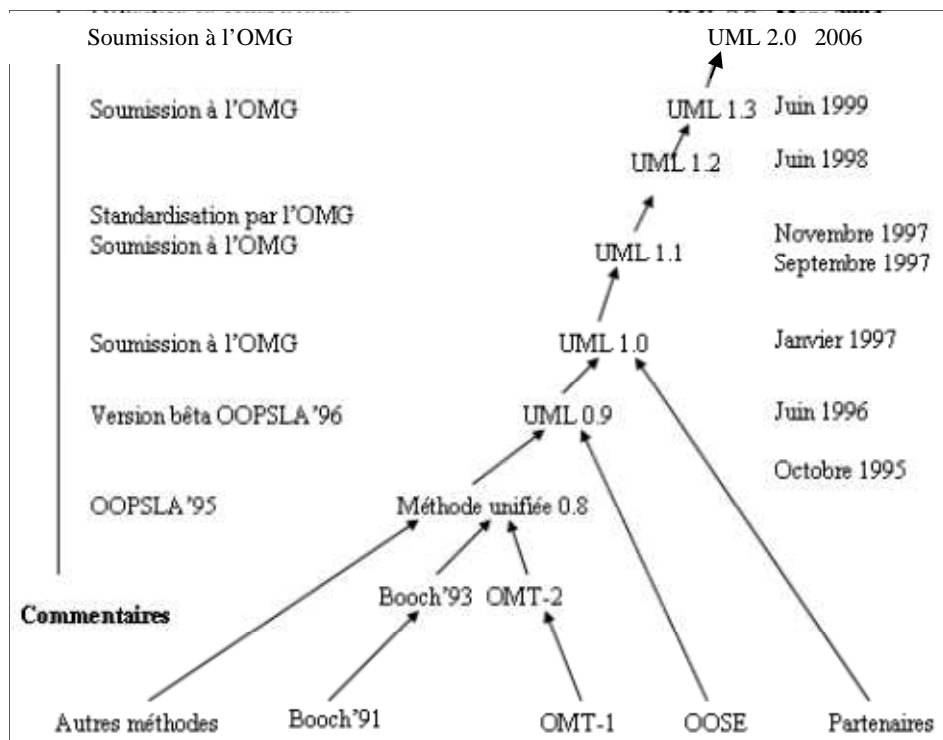 Soumission à l'OMG UML 2.0 2006
Soumission à l'OMG UML 1.3 Juin 1999
UML 1.2 Juin 1998
Standardisation par l'OMG
Soumission à l'OMG UML 1.1 Novembre 1997
Septembre 1997
Soumission à l'OMG UML 1.0 Janvier 1997
Version bêta OOPSLA'96 UML 0.9 Juin 1996
Octobre 1995
OOPSLA'95 Méthode unifiée 0.8
Booch'93 OMT-2
Commentaires
Autres méthodes Booch'91 OMT-1 OOSE Partenaires